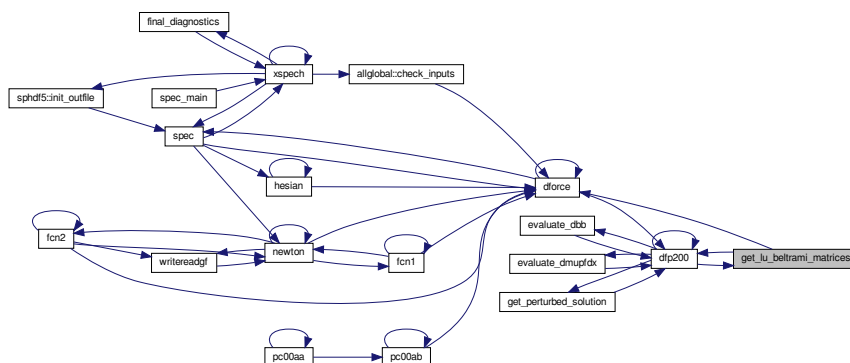 final_diagnostics
xspech
allglobal::check_inputs
sphdf5::init_outfile
spec_main
spec
hesian
dforce
evaluate_dbb
fcn2
newton
writereadgf
fcn1
evaluate_dmupfdx
dfp200
get_lu_beltrami_matrices
get_perturbed_solution
pc00aa
pc00ab